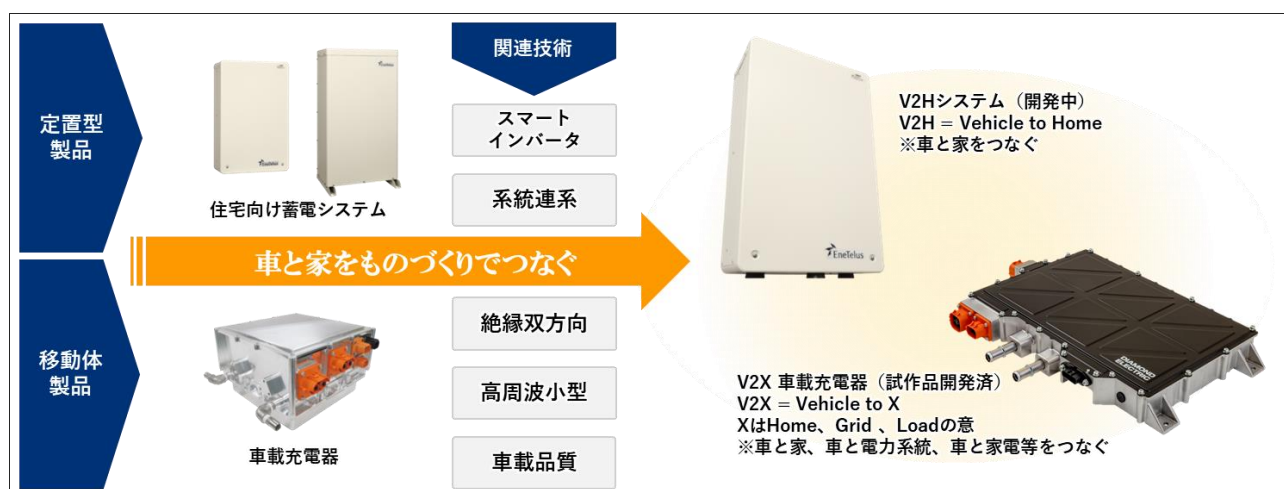 定置型
製品
住宅向け蓄電システム
関連技術
スマート
インバータ
系統連系
車と家をものづくりでつなぐ
移動体
製品
車載充電器
絶縁双方向
高周波小型
車載品質
EneTelus
V2Hシステム（開発中）
V2H = Vehicle to Home
※車と家をつなぐ
DIAMOND
ELECTRIC
V2X 車載充電器（試作品開発済）
V2X = Vehicle to X
XはHome、Grid 、Loadの意
※車と家、車と電力系統、車と家電等をつなぐ